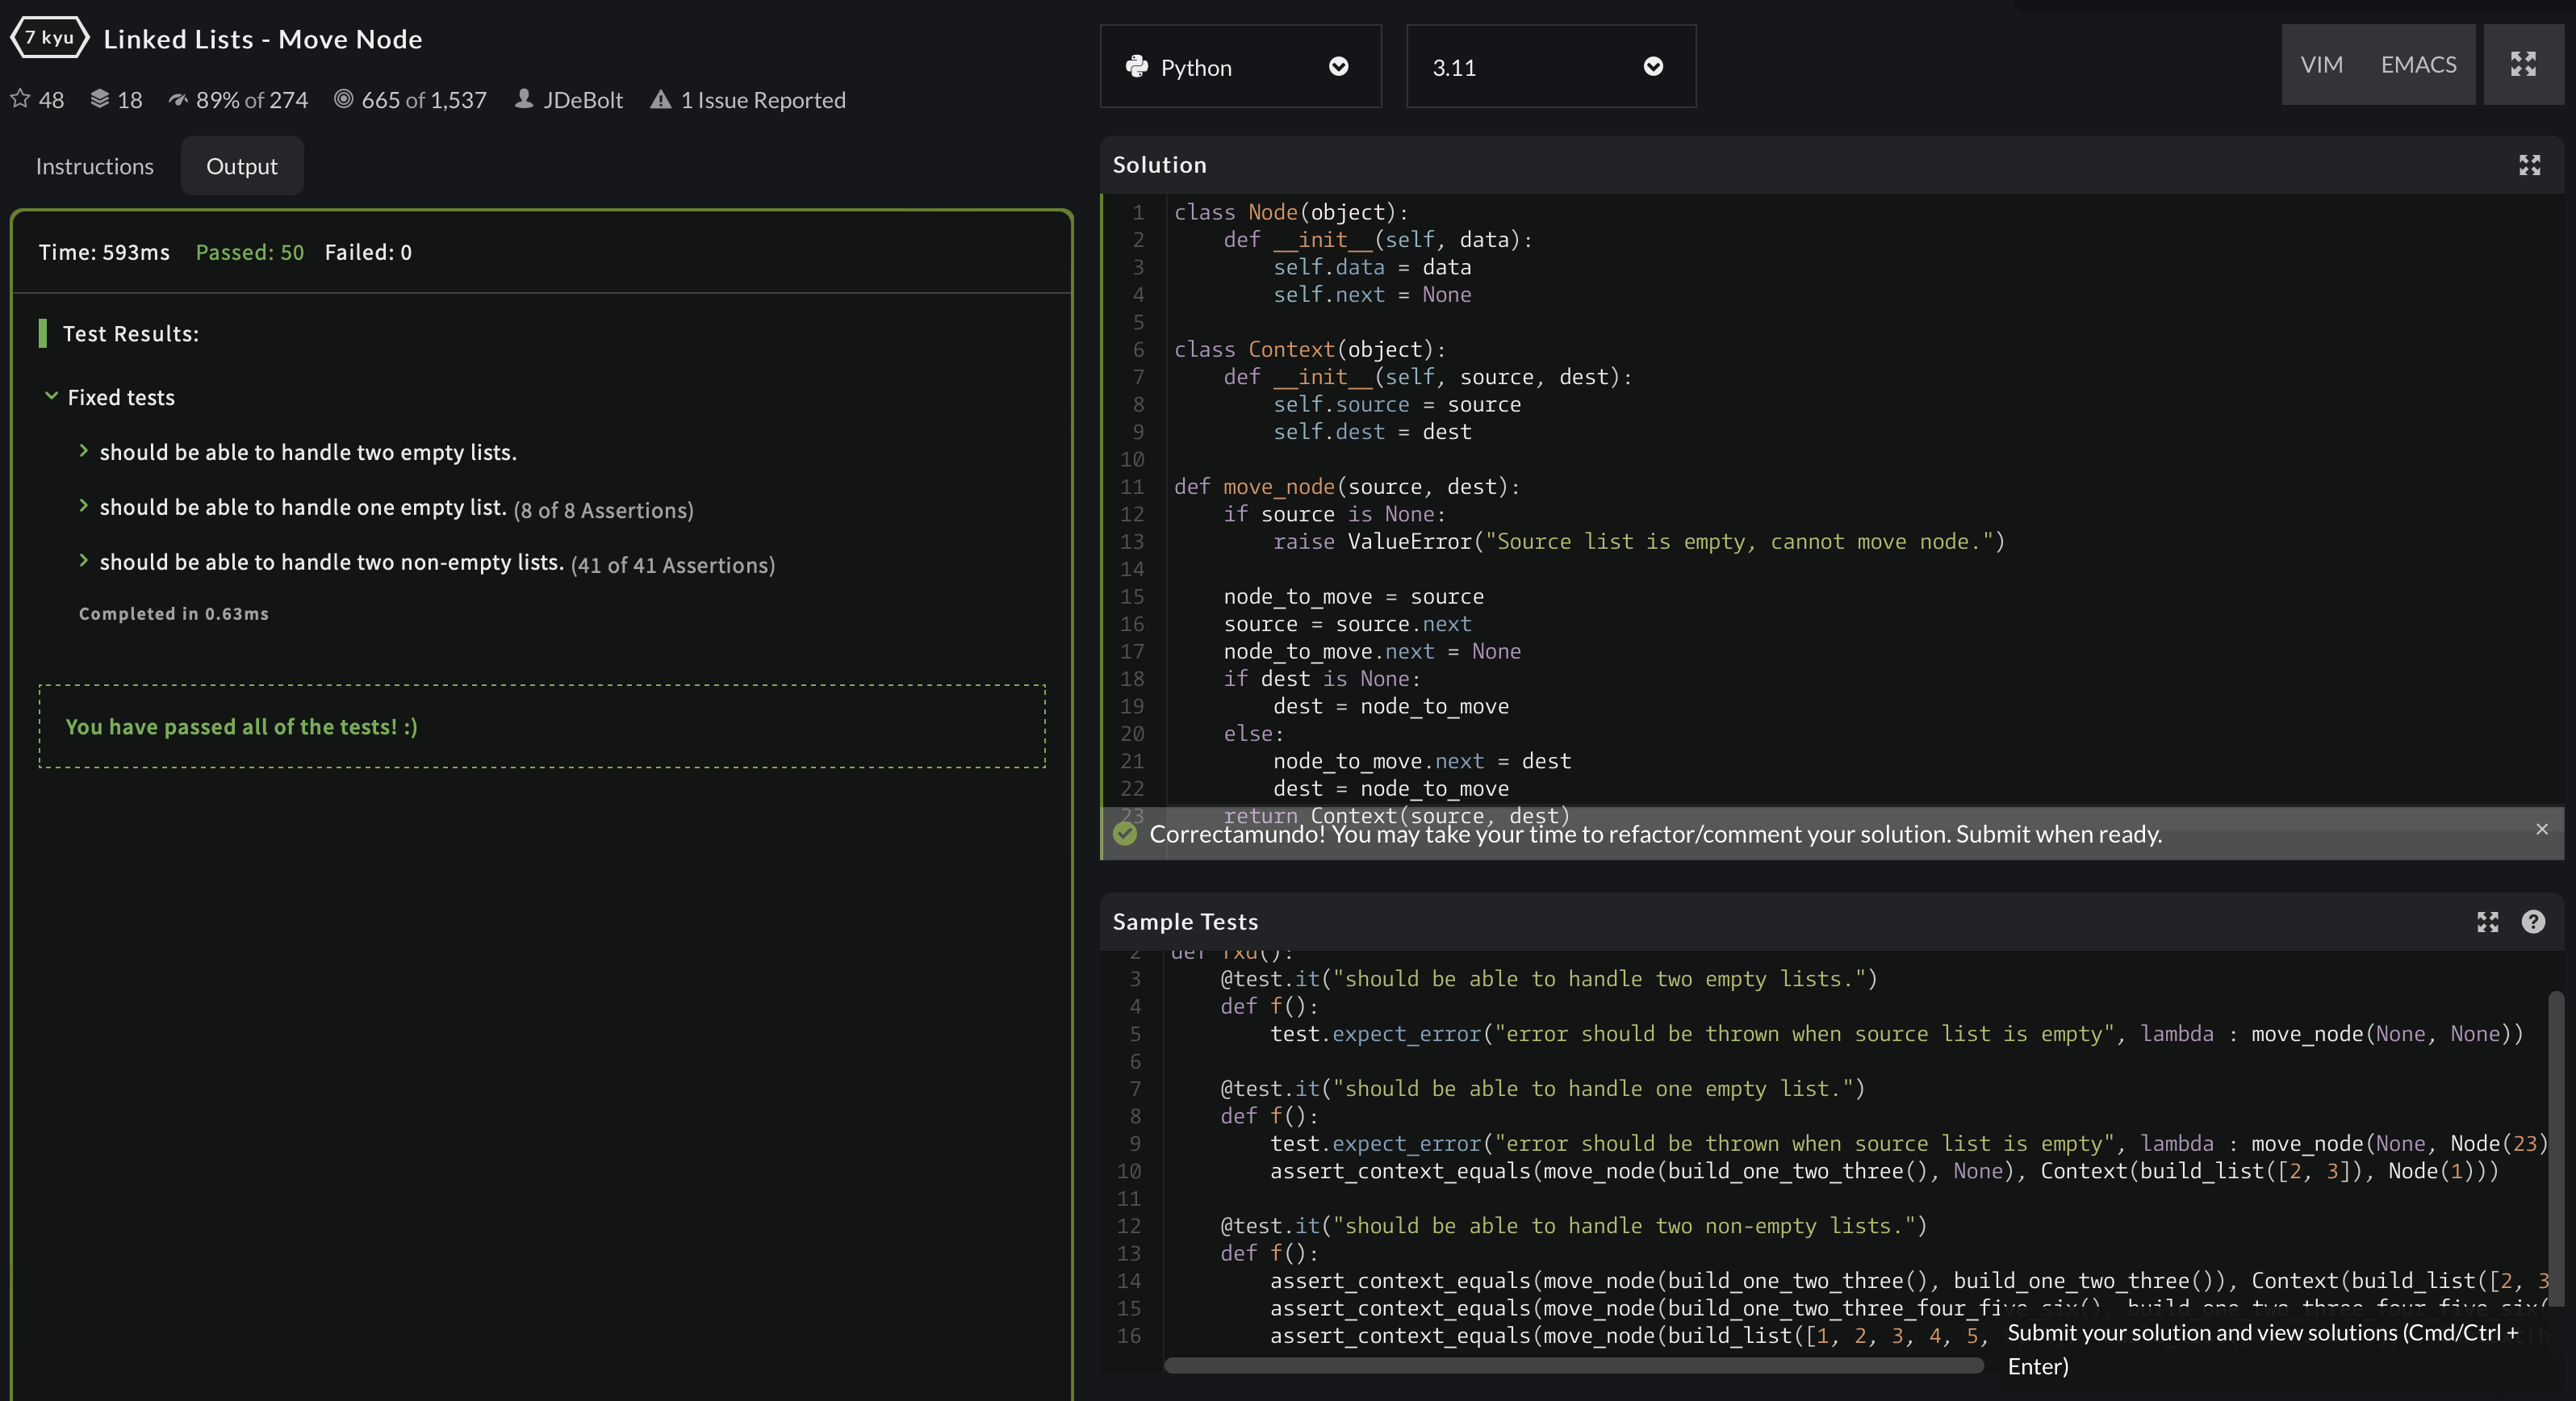 7 kyu
Linked Lists - Move Node
48 18 89% of 274 665 of 1,537 JDeBolt 1 Issue Reported
Instructions Output
Time: 593ms Passed: 50 Failed: 0
Test Results:
Fixed tests
should be able to handle two empty lists.
should be able to handle one empty list. (8 of 8 Assertions)
should be able to handle two non-empty lists. (41 of 41 Assertions)
Completed in 0.63ms
You have passed all of the tests! :)
Python 3.11 VIM EMACS
Solution
1 class Node(object):
2     def __init__(self, data):
3         self.data = data
4         self.next = None
5
6 class Context(object):
7     def __init__(self, source, dest):
8         self.source = source
9         self.dest = dest
10
11 def move_node(source, dest):
12     if source is None:
13         raise ValueError("Source list is empty, cannot move node.")
14
15     node_to_move = source
16     source = source.next
17     node_to_move.next = None
18     if dest is None:
19         dest = node_to_move
20     else:
21         node_to_move.next = dest
22         dest = node_to_move
23     return Context(source, dest)
Correctamundo! You may take your time to refactor/comment your solution. Submit when ready.
Sample Tests
2 def fxd():
3     @test.it("should be able to handle two empty lists.")
4     def f():
5         test.expect_error("error should be thrown when source list is empty", lambda : move_node(None, None))
6
7     @test.it("should be able to handle one empty list.")
8     def f():
9         test.expect_error("error should be thrown when source list is empty", lambda : move_node(None, Node(23)
10         assert_context_equals(move_node(build_one_two_three(), None), Context(build_list([2, 3]), Node(1)))
11
12     @test.it("should be able to handle two non-empty lists.")
13     def f():
14         assert_context_equals(move_node(build_one_two_three(), build_one_two_three()), Context(build_list([2, 3
15         assert_context_equals(move_node(build_one_two_three_four_five_six(), build_one_two_three_four_five_six(
16         assert_context_equals(move_node(build_list([1, 2, 3, 4, 5,
Submit your solution and view solutions (Cmd/Ctrl +
Enter)